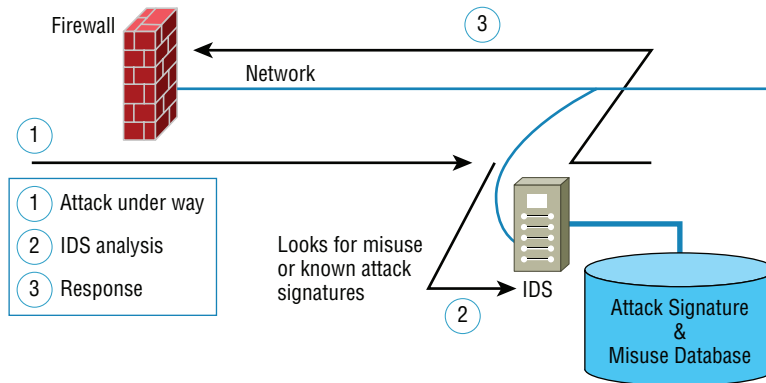 Firewall
3
Network
1
1 Attack under way
2 IDS analysis
3 Response
Looks for misuse
or known attack
signatures
2
IDS
Attack Signature
&
Misuse Database